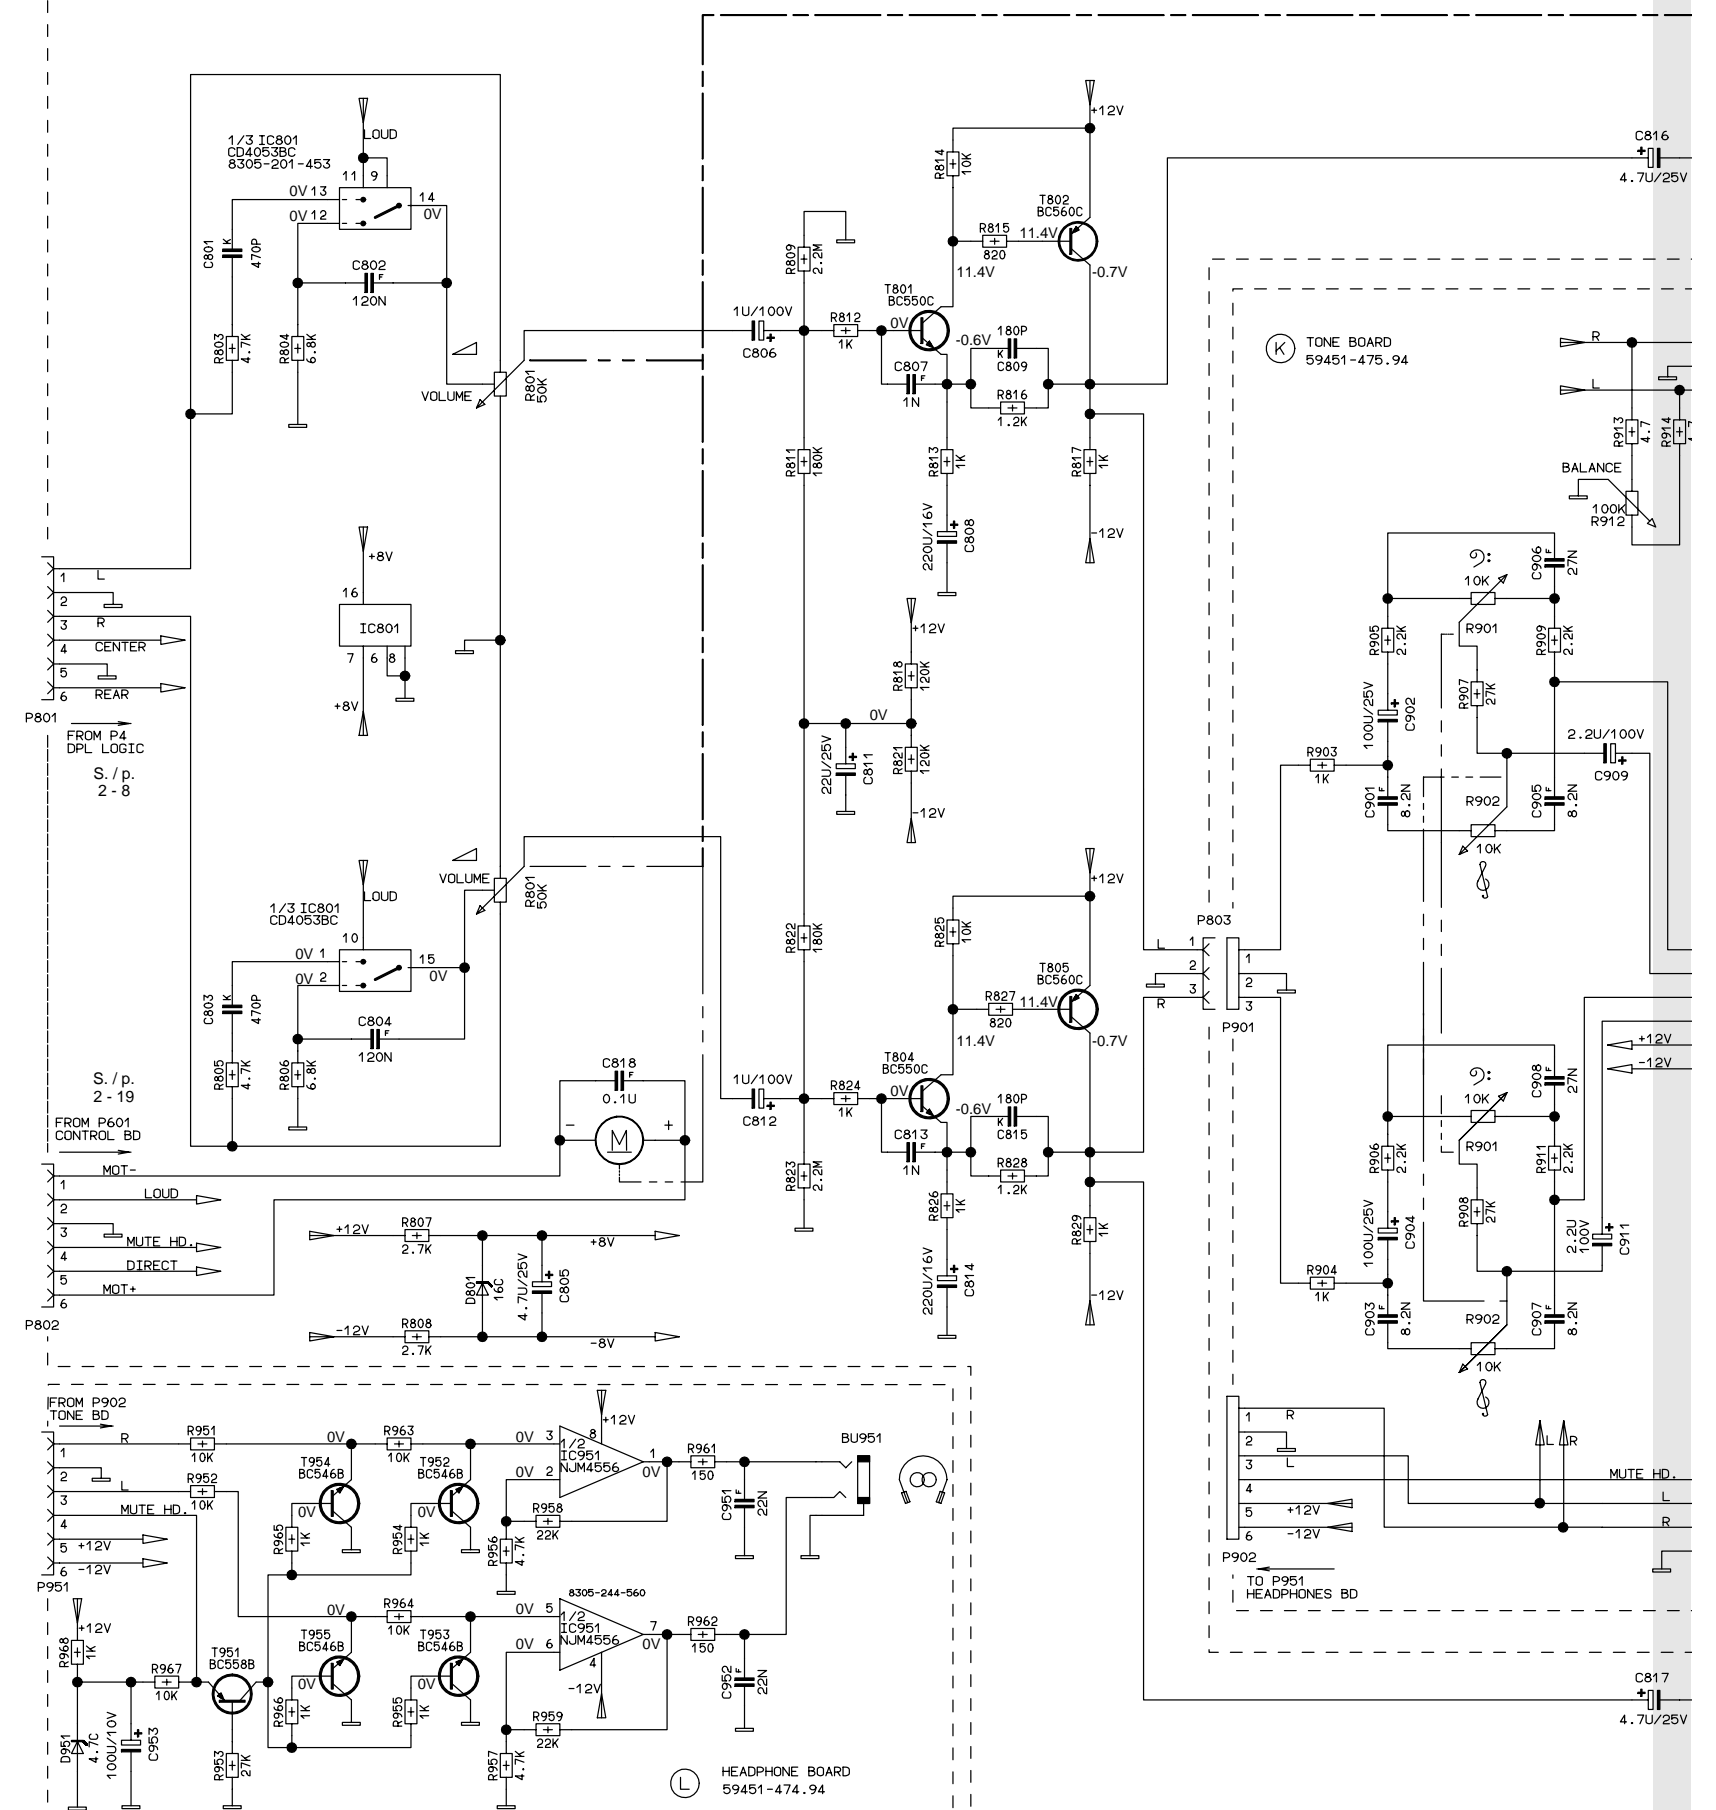 1/3 IC801
CD4053BC
8305-201-453
LOUD
11 9
0V 13
0V 12
14
0V
C801
K
470P
C802
F
120N
R803
4.7K
R804
6.8K
VOLUME
R801
50K
+8V
16
IC801
7 6 8
+8V
1 L
2
3 R
4 CENTER
5
6 REAR
P801
FROM P4
DPL LOGIC
S. / p.
2 - 8
LOUD
VOLUME
R801
50K
1/3 IC801
CD4053BC
10
0V 1
0V 2
15
0V
C803
K
470P
C804
F
120N
R805
4.7K
R806
6.8K
S. / p.
2 - 19
FROM P601
CONTROL BD
MOT-
1
LOUD
2
3
MUTE HD.
4
DIRECT
5
MOT+
6
P802
C818
F
0.1U
- M +
+12V
R807
2.7K
+8V
D801
16C
4.7U/25V
C805
-12V
R808
2.7K
-8V
+12V
R814
10K
T802
BC560C
R815
820
11.4V
11.4V
-0.7V
R809
2.2M
1U/100V
C806
R812
1K
T801
BC550C
0V
-0.6V
180P
K
C809
C807
F
1N
R816
1.2K
R811
180K
R813
1K
R817
1K
220U/16V
C808
-12V
+12V
R818
120K
0V
22U/25V
C811
R821
120K
-12V
+12V
R822
180K
R825
10K
T805
BC560C
R827
820
11.4V
11.4V
-0.7V
1U/100V
C812
R824
1K
T804
BC550C
0V
-0.6V
180P
K
C815
C813
F
1N
R828
1.2K
R823
2.2M
R826
1K
R829
1K
220U/16V
C814
-12V
P803
L 1
2
R 3
1
2
3
P901
C816
4.7U/25V
K
TONE BOARD
59451-475.94
R
L
R913
4.7
R914
BALANCE
100K
R912
C906
F
27N
10K
R901
R905
2.2K
R909
2.2K
R907
27K
100U/25V
C902
2.2U/100V
C909
R903
1K
C901
F
8.2N
R902
10K
C905
F
8.2N
+12V
-12V
C908
F
27N
10K
R901
R906
2.2K
R911
2.2K
R908
27K
100U/25V
C904
2.2U
100V
C911
R904
1K
C903
F
8.2N
R902
10K
C907
F
8.2N
1 R
2
3 L
4
5 +12V
6 -12V
L R
MUTE HD.
L
R
P902
TO P951
HEADPHONES BD
C817
4.7U/25V
FROM P902
TONE BD
R
1
2
L
3
MUTE HD.
4
5 +12V
6 -12V
P951
R951
10K
R952
10K
0V
R963
10K
0V 3
T954
BC546B
T952
BC546B
0V
0V
R965
1K
R954
1K
+12V
8
1/2
IC951
NJM4556
0V 2
1
0V
R958
22K
R956
4.7K
R961
150
C951
F
22N
BU951
8305-244-560
0V
R964
10K
0V 5
1/2
IC951
NJM4556
0V 6
7
0V
4
-12V
T955
BC546B
T953
BC546B
0V
0V
R966
1K
R955
1K
R959
22K
R957
4.7K
R962
150
C952
F
22N
+12V
R968
1K
R967
10K
T951
BC558B
D951
4.7C
100U/10V
C953
R953
27K
L
HEADPHONE BOARD
59451-474.94